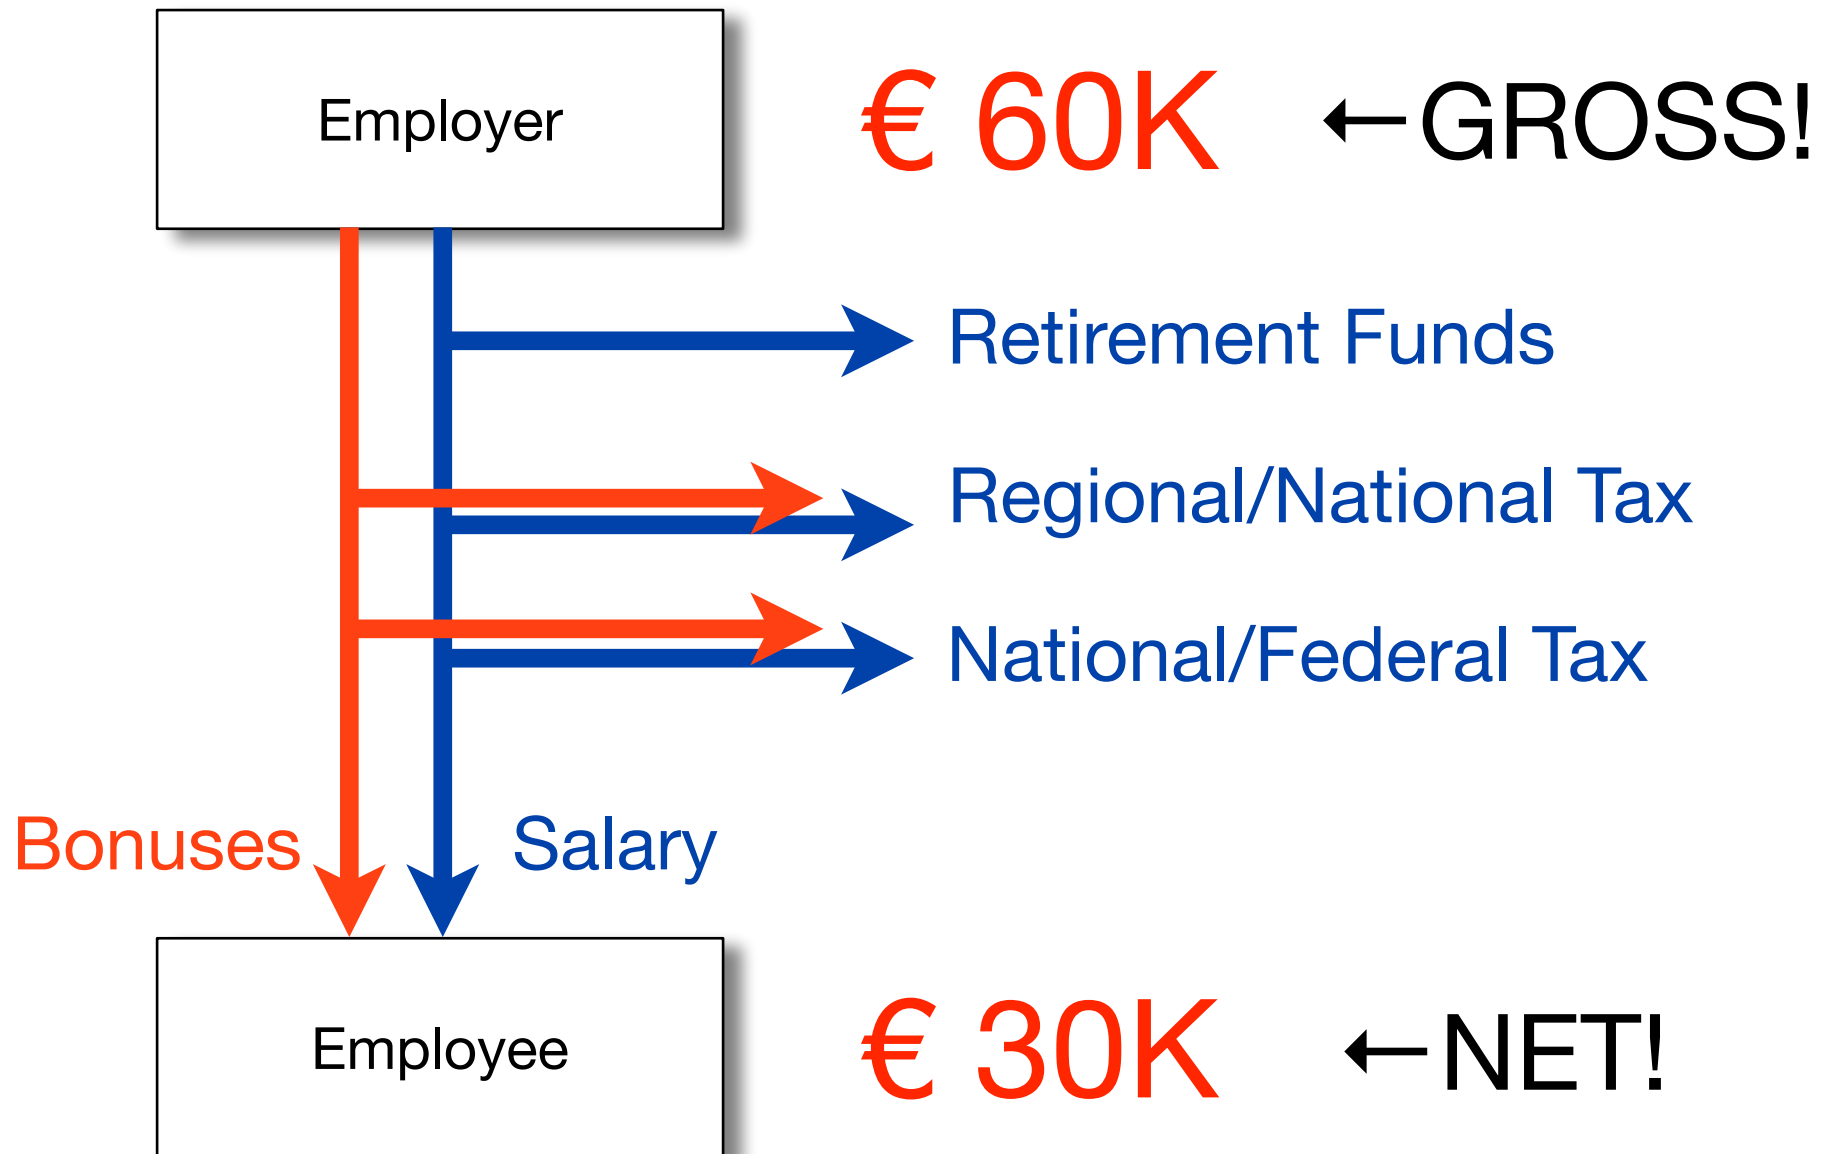 Employer
€ 60K
←GROSS!
Retirement Funds
Regional/National Tax
National/Federal Tax
Bonuses
Salary
Employee
€ 30K
←NET!